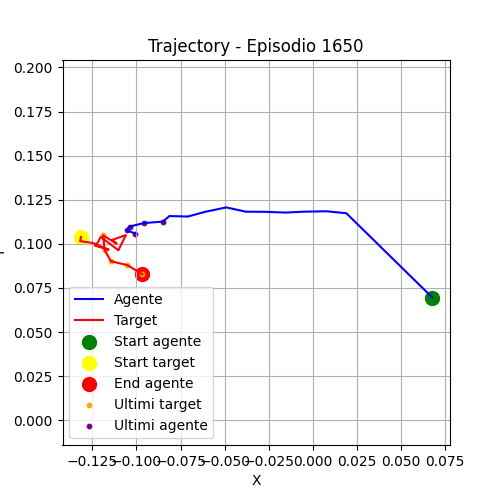 Trajectory - Episodio 1650
0.200
0.175
0.150
0.125
0.100
0.075
0.050
0.025
0.000
Agente
Target
Start agente
Start target
End agente
Ultimi target
Ultimi agente
−0.125 −0.100 −0.075 −0.050 −0.025 0.000 0.025 0.050 0.075
X